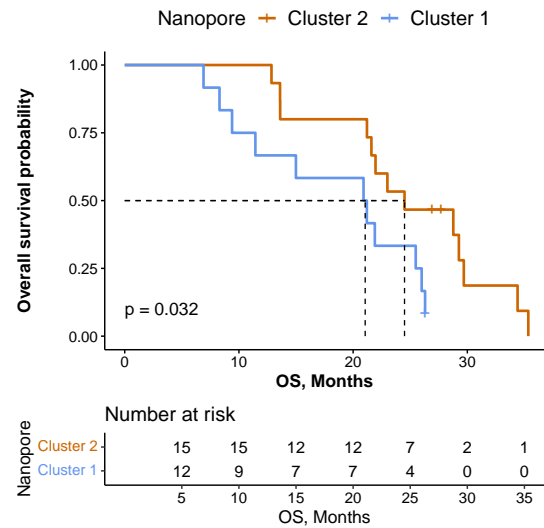 Nanopore Cluster 2 Cluster 1
Overall survival probability
1.00
0.75
0.50
0.25
0.00
p = 0.032
0 10 20 30
OS, Months
Number at risk
Nanopore
Cluster 2 15 15 12 12 7 2 1
Cluster 1 12 9 7 7 4 0 0
5 10 15 20 25 30 35
OS, Months